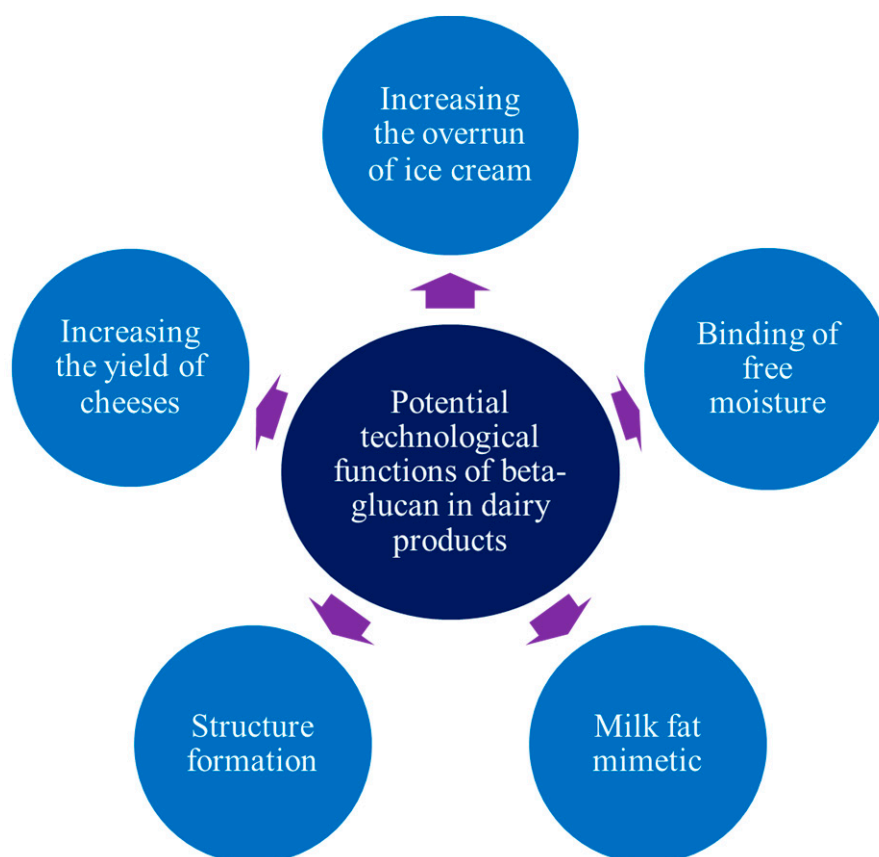 Increasing
the overrun
of ice cream
Increasing
the yield of
cheeses
Binding of
free
moisture
Potential
technological
functions of beta-
glucan in dairy
products
Structure
formation
Milk fat
mimetic